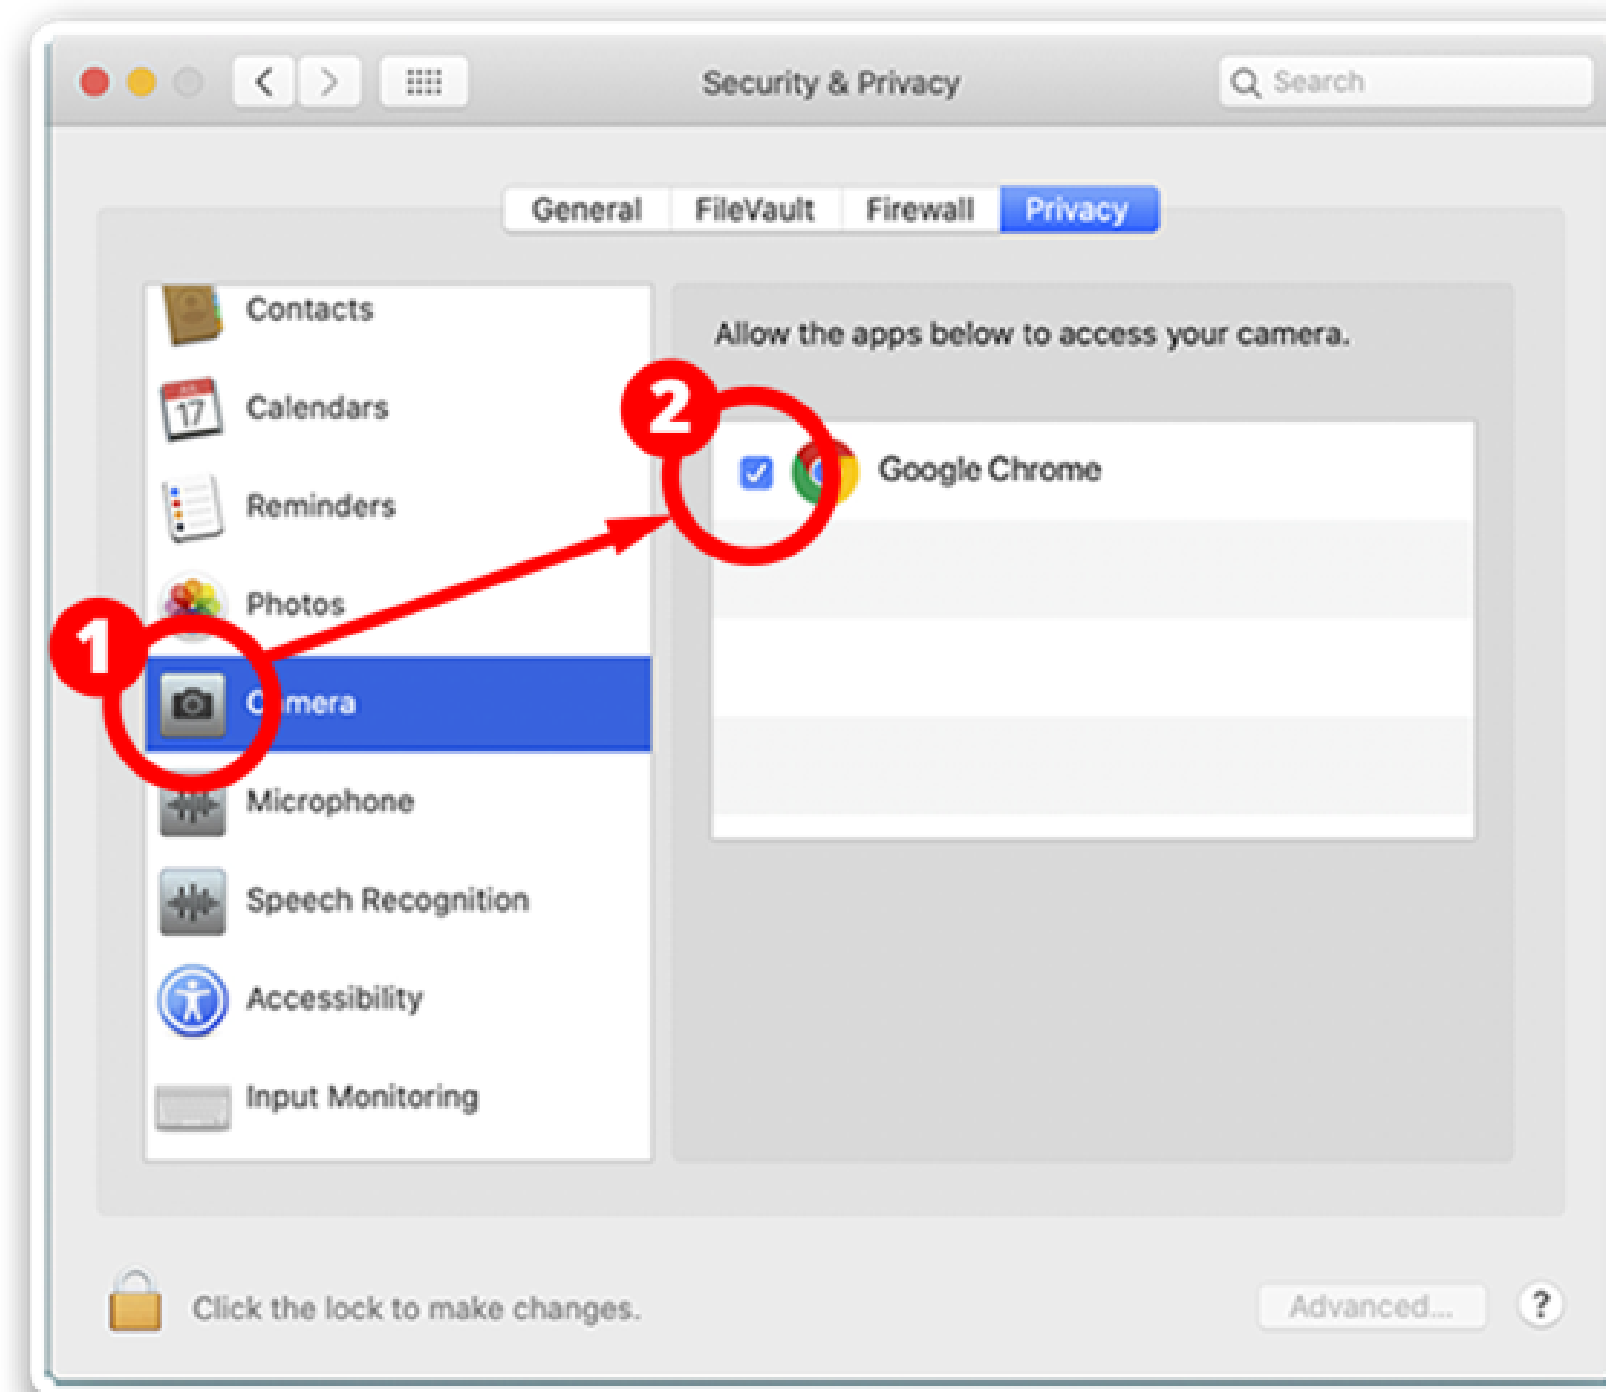 Security & Privacy
Search
General FileVault Firewall Privacy
Contacts
Calendars
17
Reminders
Photos
Camera
Microphone
Speech Recognition
Accessibility
Input Monitoring
Allow the apps below to access your camera.
Google Chrome
1
2
Click the lock to make changes.
Advanced...
?